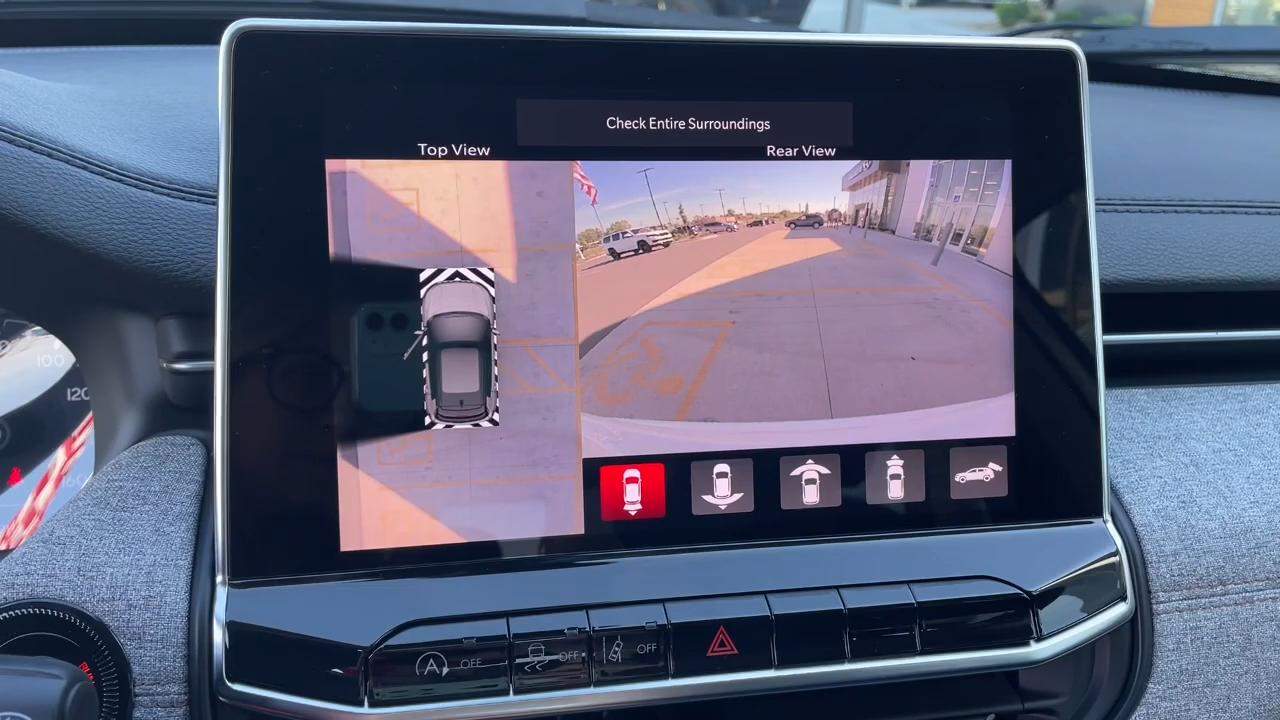 Check Entire Surroundings
Top View
Rear View
100
120
A OFF
OFF
OFF